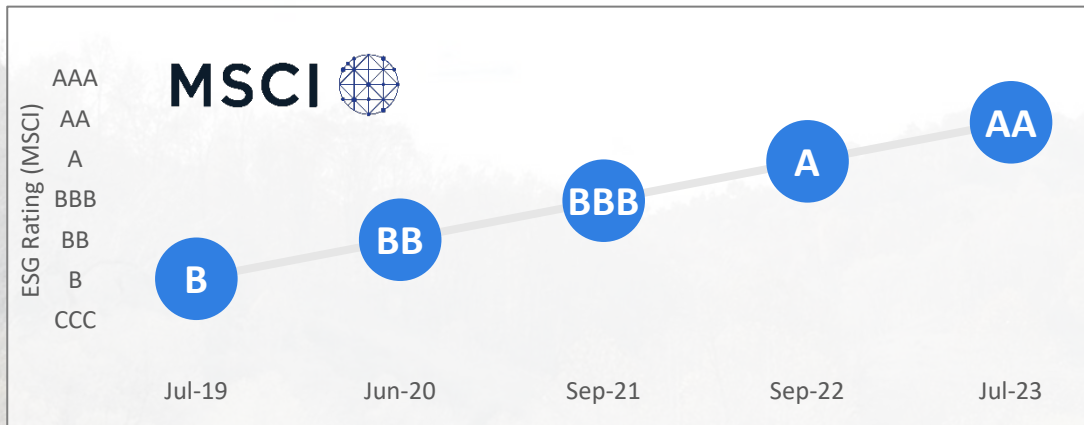 MSCI
ESG Rating (MSCI)
AAA
AA
A
BBB
BB
B
CCC
B
BB
BBB
A
AA
Jul-19
Jun-20
Sep-21
Sep-22
Jul-23